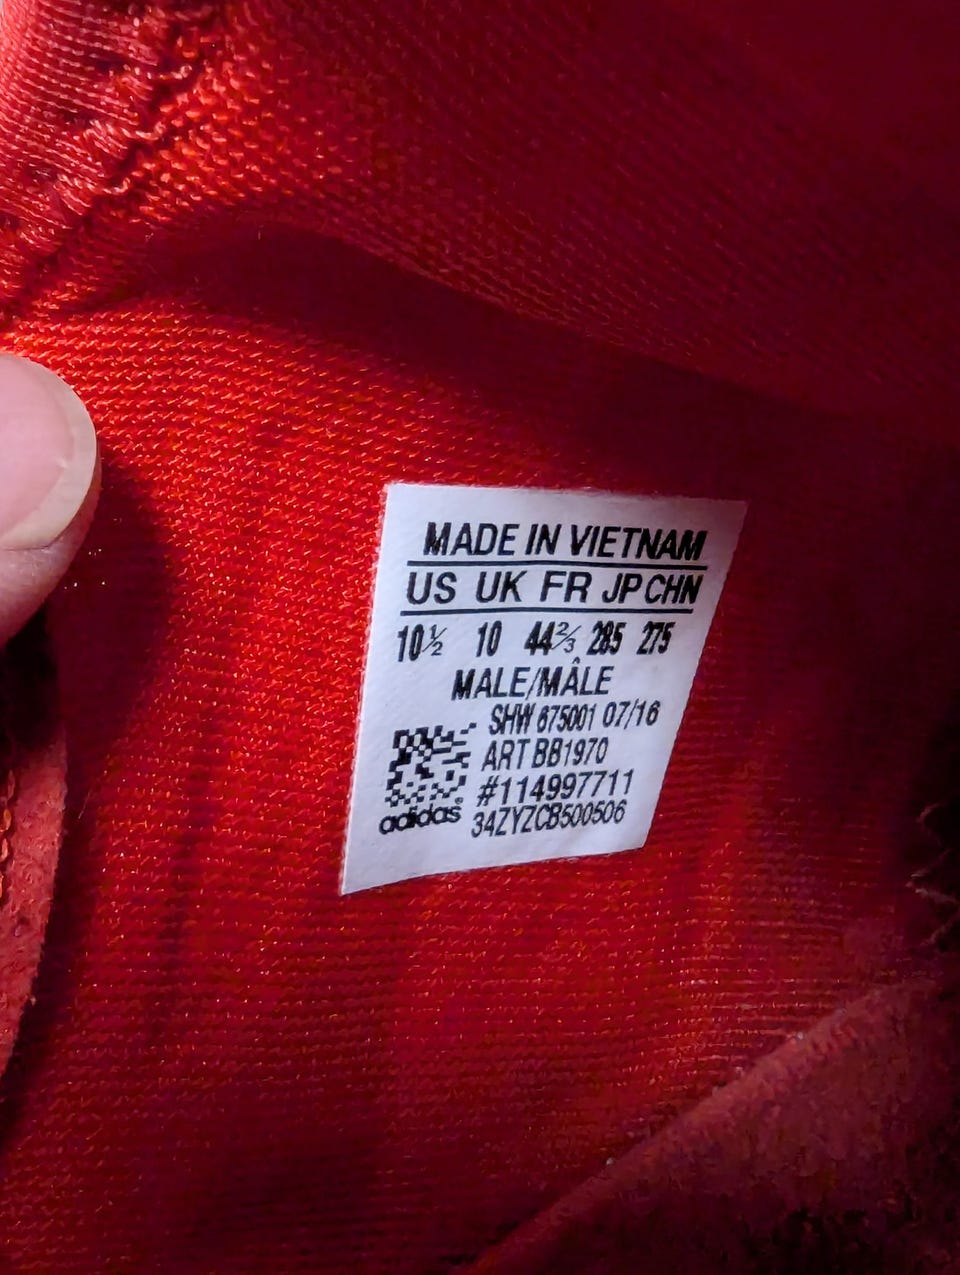 MADE IN VIETNAM
US UK FR JP CHN
10½ 10 44⅔ 285 275
MALE/MÂLE
SHW 675001 07/16
ART BB1970
#114997711
adidas® 34ZYZCB500506